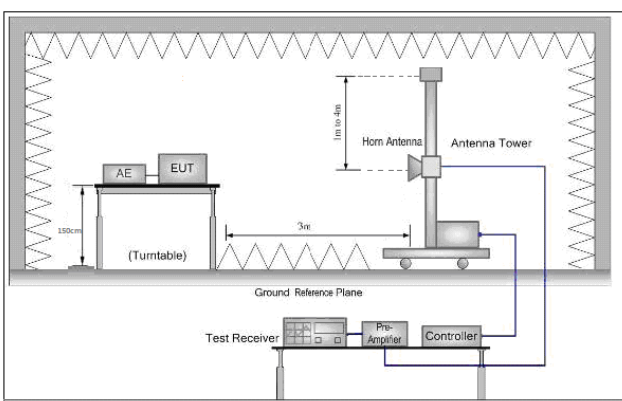 1m to 4m
Horn Antenna
Antenna Tower
AE
EUT
150cm
3m
(Turntable)
Ground Reference Plane
Test Receiver
Pre-
Amplifier
Controller